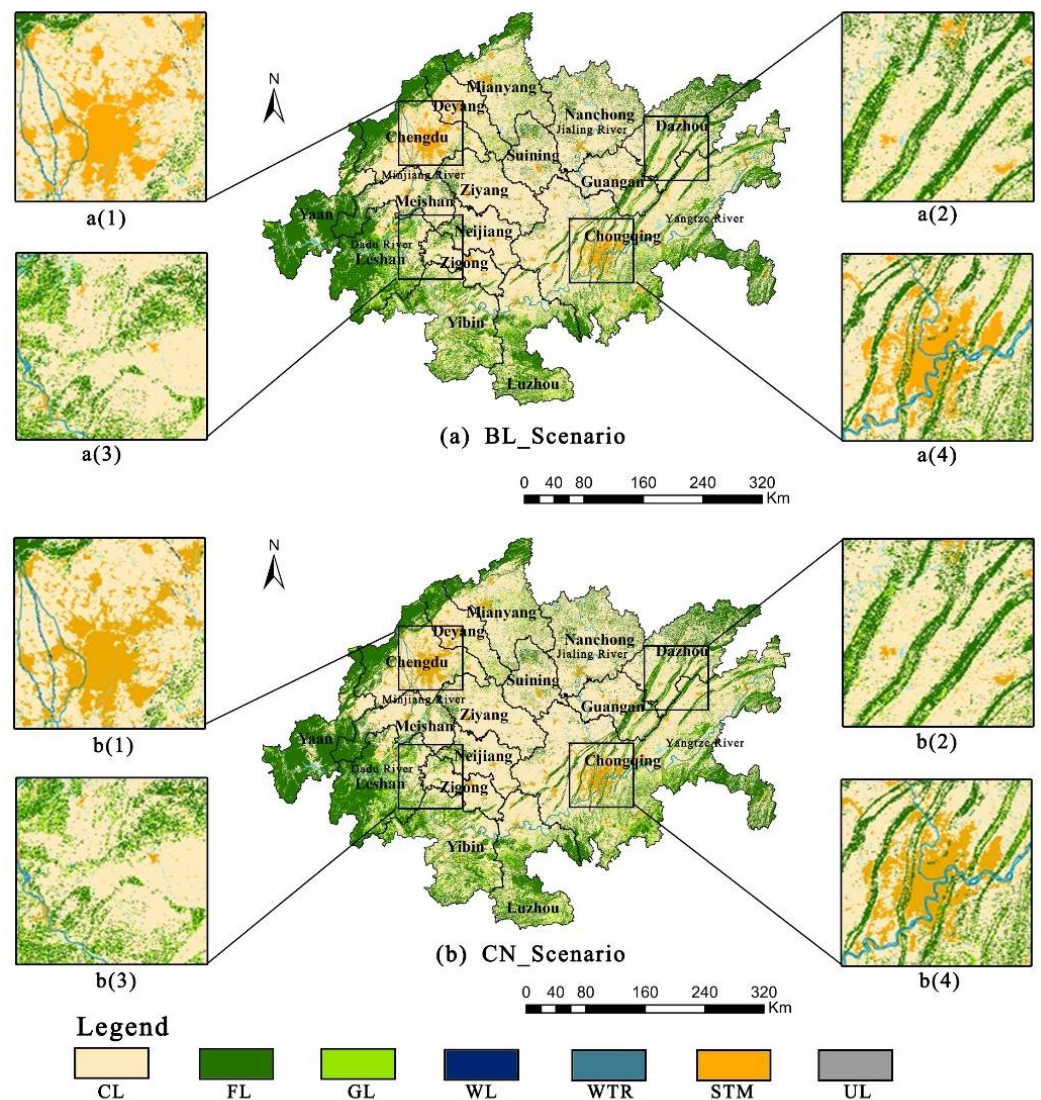 N
Mianyang
Deyang
Nanchong
Jialing River
Dazhou
Chengdu
Suining
Minjiang River
Guangan
Ziyang
Meishan
Yaan
Yangtze River
Neijiang
Chongqing
Dadu River
Leshan
Zigong
Yibin
Luzhou
a(1)
a(2)
a(3)
a(4)
(a) BL_Scenario
0 40 80 160 240 320
Km
N
Mianyang
Deyang
Nanchong
Jialing River
Dazhou
Chengdu
Suining
Minjiang River
Guangan
Ziyang
Meishan
Yaan
Yangtze River
Neijiang
Chongqing
Dadu River
Leshan
Zigong
Yibin
Luzhou
b(1)
b(2)
b(3)
b(4)
(b) CN_Scenario
0 40 80 160 240 320
Km
Legend
CL FL GL WL WTR STM UL